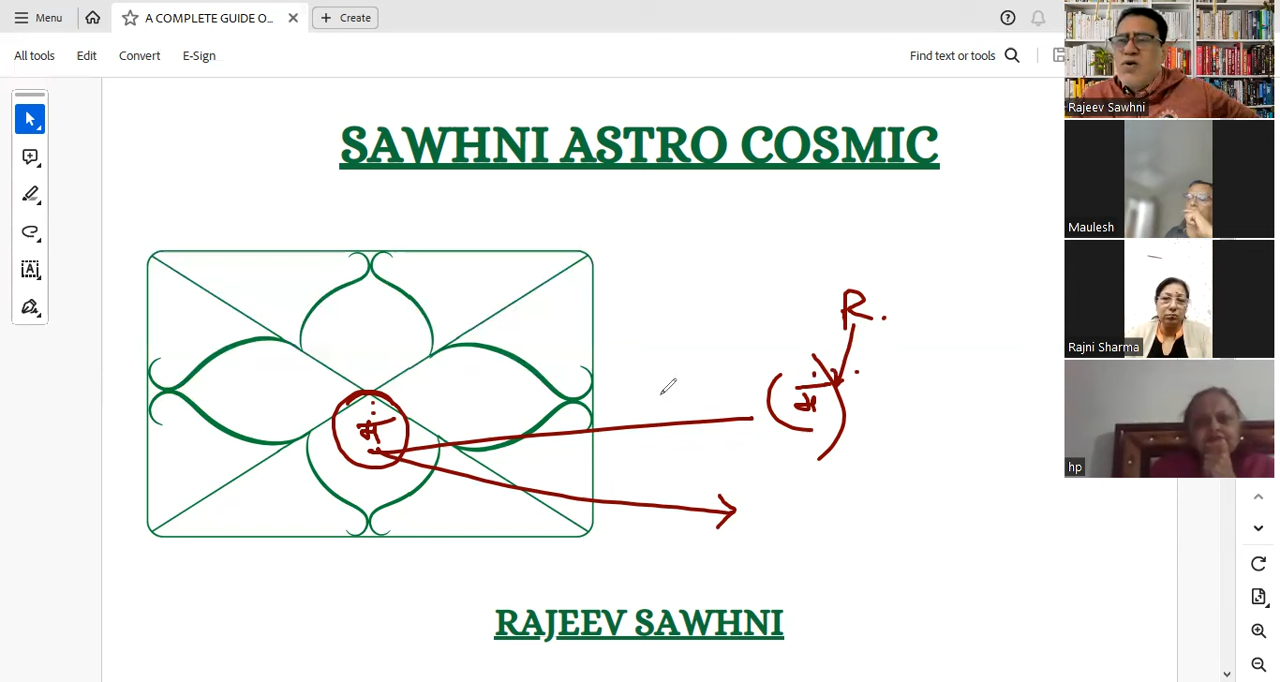 Menu
A COMPLETE GUIDE O...
Create
All tools
Edit
Convert
E-Sign
Find text or tools
SAWHNI ASTRO COSMIC
R.
RAJEEV SAWHNI
Rajeev Sawhni
Maulesh
Rajni Sharma
hp